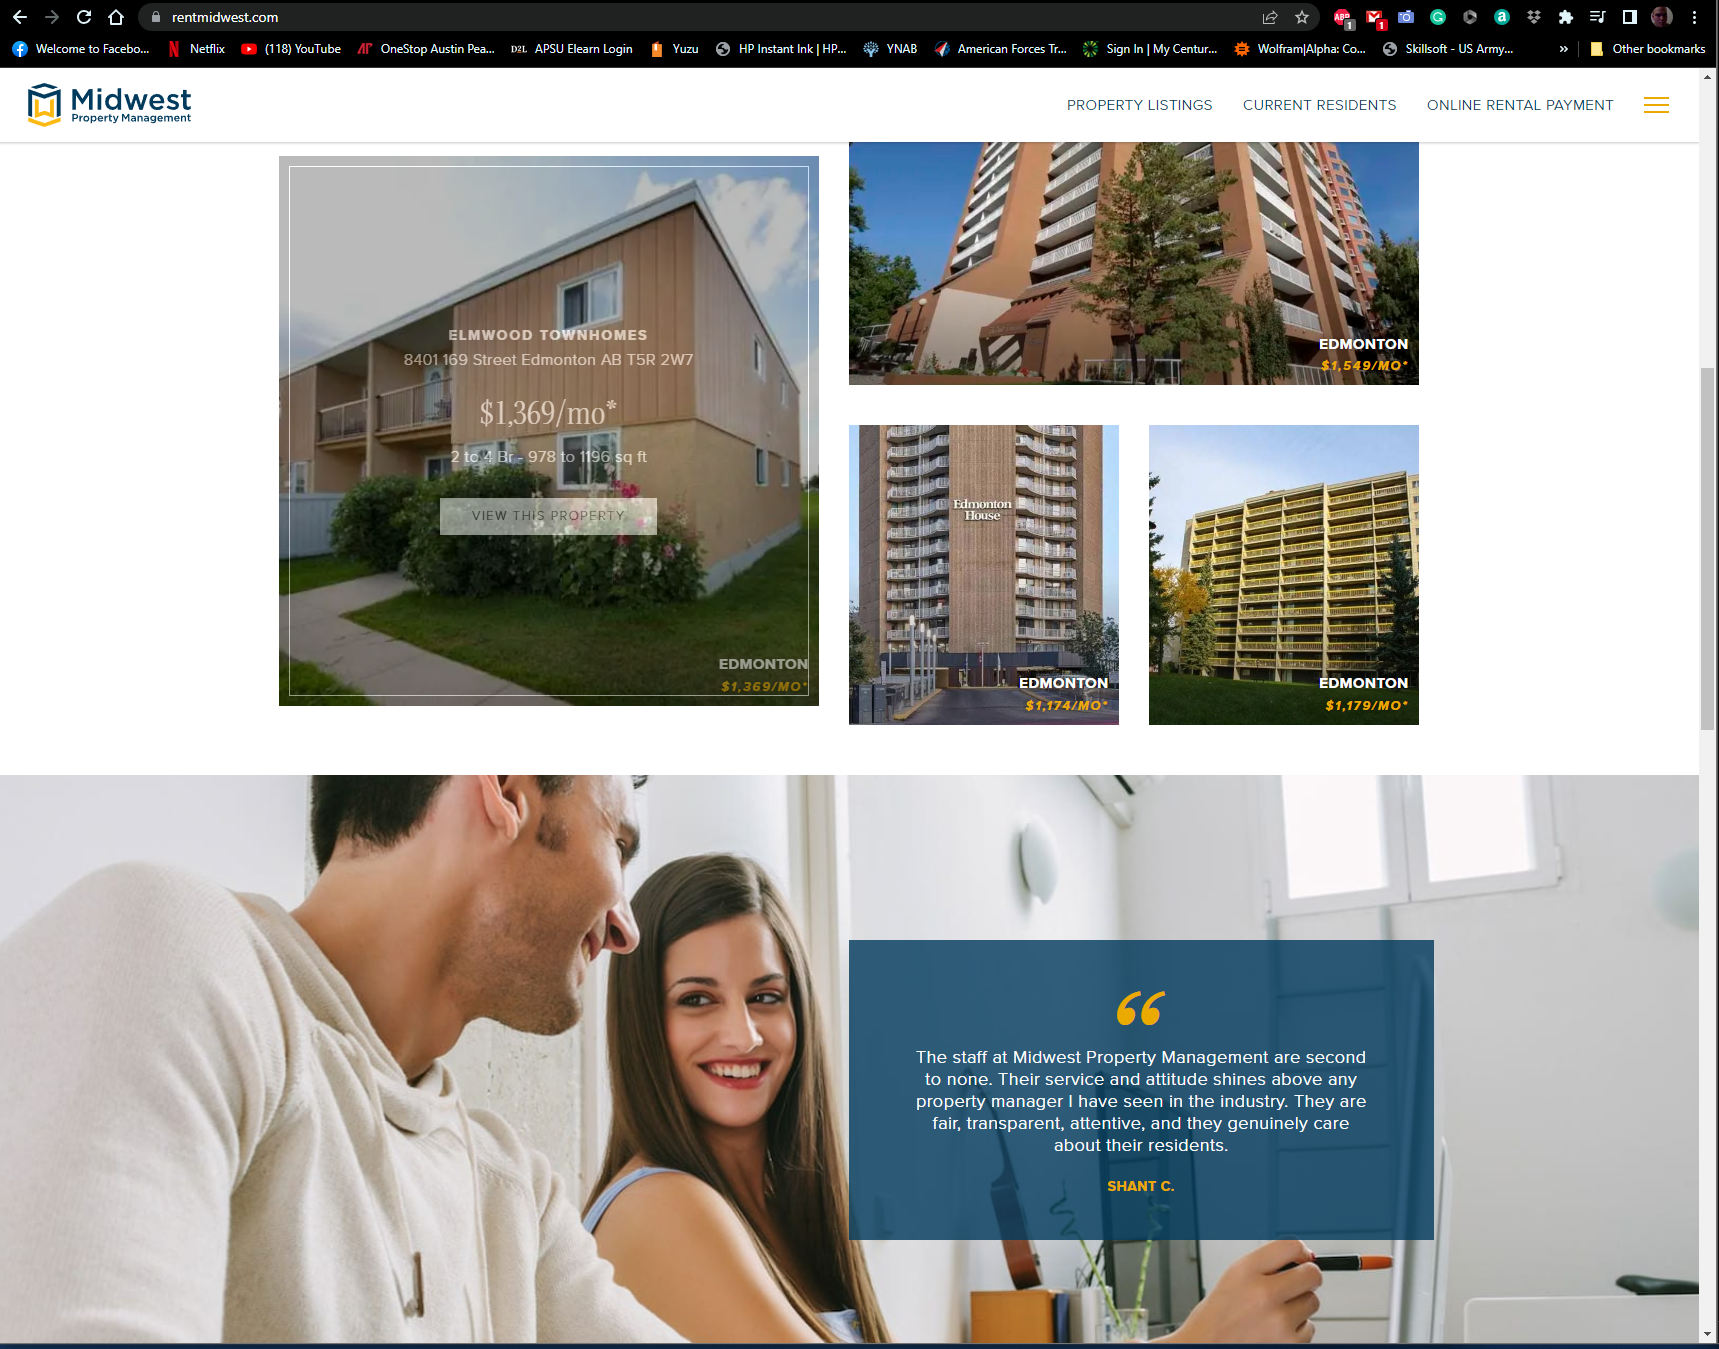 rentmidwest.com
ABP
1
1
Welcome to Facebo...
Netflix
(118) YouTube
AP
OneStop Austin Pea...
D2L
APSU Elearn Login
Yuzu
HP Instant Ink | HP...
YNAB
American Forces Tr...
Sign In | My Centur...
Wolfram|Alpha: Co...
Skillsoft - US Army...
»
Other bookmarks
Midwest
Property Management
PROPERTY LISTINGS
CURRENT RESIDENTS
ONLINE RENTAL PAYMENT
ELMWOOD TOWNHOMES
8401 169 Street Edmonton AB T5R 2W7
$1,369/mo*
2 to 4 Br - 978 to 1196 sq ft
VIEW THIS PROPERTY
EDMONTON
$1,369/MO*
EDMONTON
$1,549/MO*
Edmonton
House
EDMONTON
$1,174/MO*
EDMONTON
$1,179/MO*
“
The staff at Midwest Property Management are second
to none. Their service and attitude shines above any
property manager I have seen in the industry. They are
fair, transparent, attentive, and they genuinely care
about their residents.
SHANT C.